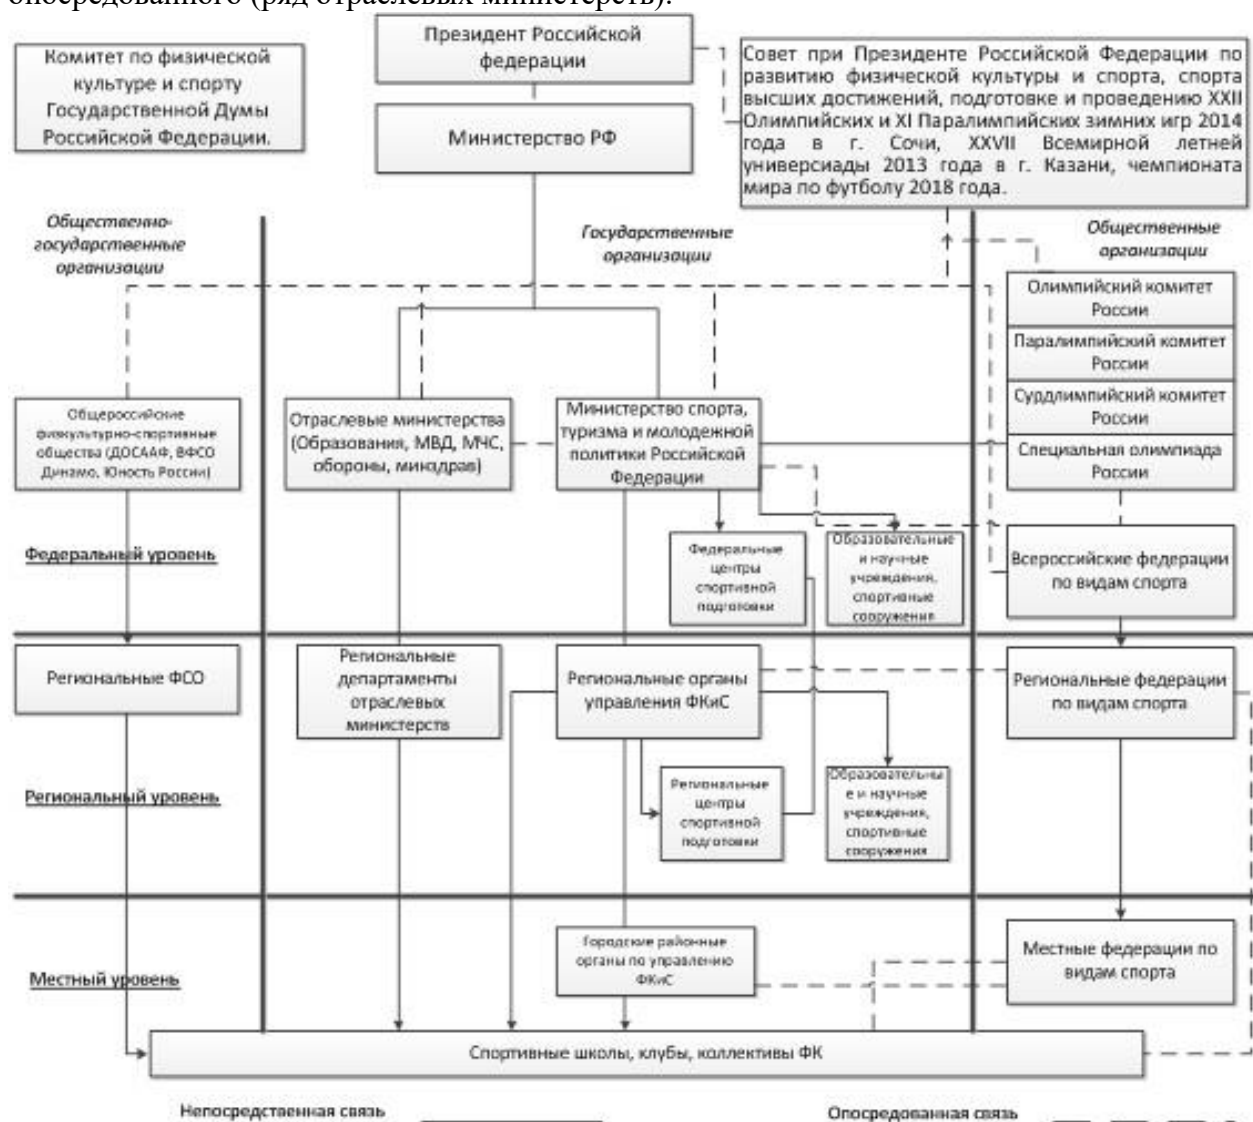 опосредованного (ряд отраслевых министерств).
Комитет по физической
культуре и спорту
Государственной Думы
Российской Федерации.
Президент Российской
федерации
Министерство РФ
Совет при Президенте Российской Федерации по
развитию физической культуры и спорта, спорта
высших достижений, подготовке и проведению XXII
Олимпийских и XI Паралимпийских зимних игр 2014
года в г. Сочи, XXVII Всемирной летней
универсиады 2013 года в г. Казани, чемпионата
мира по футболу 2018 года.
Общественно-
государственные
организации
Государственные
организации
Общественные
организации
Олимпийский комитет
России
Паралимпийский комитет
России
Сурдлимпийский комитет
России
Специальная олимпиада
России
Общероссийские
физкультурно-спортивные
общества (ДОСААФ, ВФСО
Динамо, Юность России)
Отраслевые министерства
(Образования, МВД, МЧС,
обороны, минздрав)
Министерство спорта,
туризма и молодежной
политики Российской
Федерации
Федеральный уровень
Федеральные
центры
спортивной
подготовки
Образовательные
и научные
учреждения,
спортивные
сооружения
Всероссийские федерации
по видам спорта
Региональные ФСО
Региональные
департаменты
отраслевых
министерств
Региональные органы
управления ФКиС
Региональные федерации
по видам спорта
Региональный уровень
Региональные
центры
спортивной
подготовки
Образовательны
е и научные
учреждения,
спортивные
сооружения
Местный уровень
Городские районные
органы по управлению
ФКиС
Местные федерации по
видам спорта
Спортивные школы, клубы, коллективы ФК
Непосредственная связь
Опосредованная связь